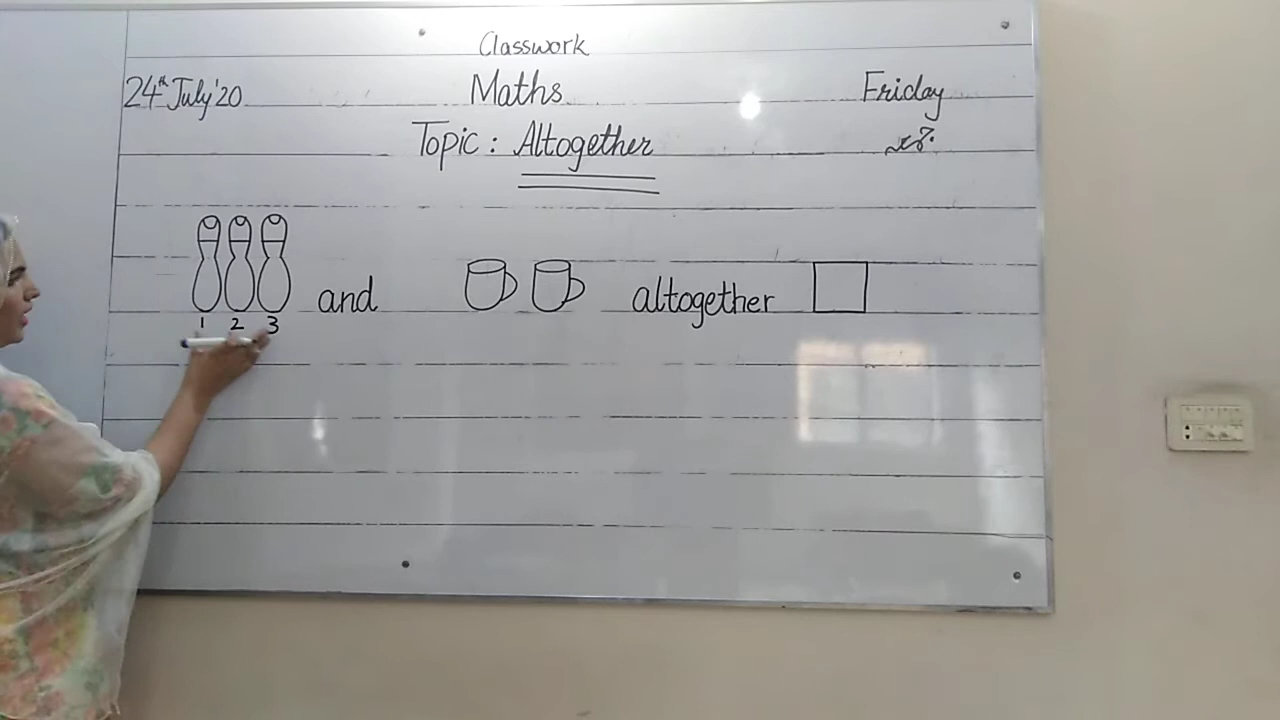 Classwork
24th July'20 Maths Friday
Topic : Altogether
and altogether
1 2 3